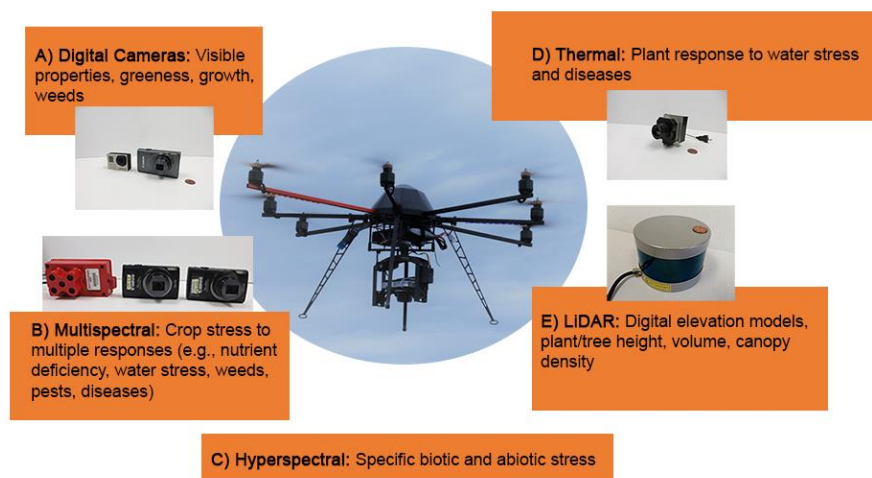 A) Digital Cameras: Visible
properties, greeness, growth,
weeds
B) Multispectral: Crop stress to
multiple responses (e.g., nutrient
deficiency, water stress, weeds,
pests, diseases)
C) Hyperspectral: Specific biotic and abiotic stress
D) Thermal: Plant response to water stress
and diseases
E) LiDAR: Digital elevation models,
plant/tree height, volume, canopy
density